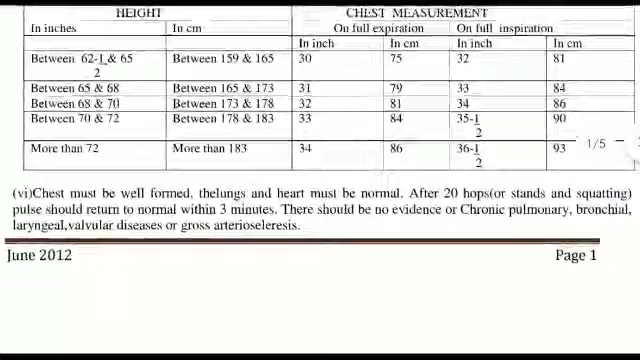 HEIGHT CHEST MEASUREMENT
In inches In cm On full expiration On full inspiration
In inch In cm In inch In cm
Between 62-1 & 65 Between 159 & 165 30 75 32 81
2
Between 65 & 68 Between 165 & 173 31 79 33 84
Between 68 & 70 Between 173 & 178 32 81 34 86
Between 70 & 72 Between 178 & 183 33 84 35-1 90
2
More than 72 More than 183 34 86 36-1 93
2
1/5
(vi)Chest must be well formed, thelungs and heart must be normal. After 20 hops(or stands and squatting)
pulse should return to normal within 3 minutes. There should be no evidence or Chronic pulmonary, bronchial,
laryngeal,valvular diseases or gross arterioseleresis.
June 2012 Page 1